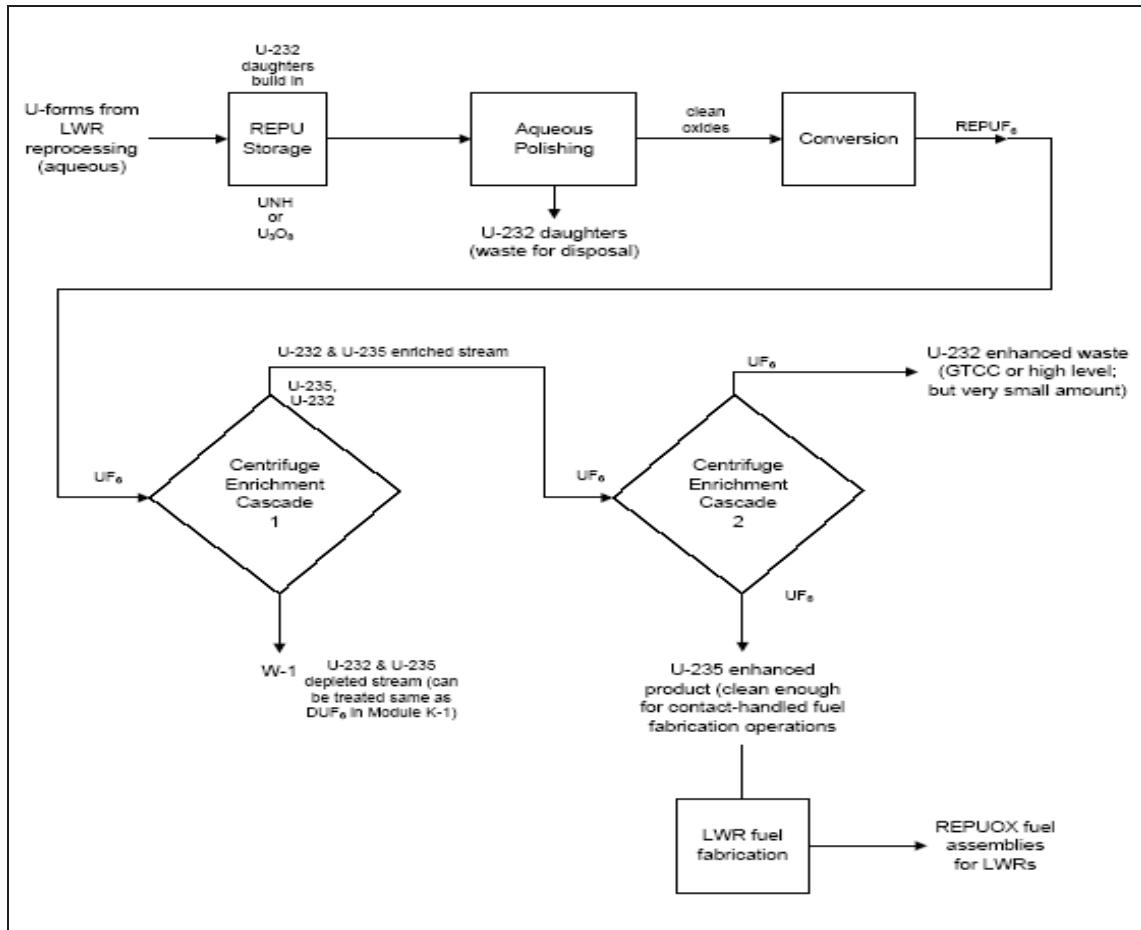 U-232
daughters
build in
U-forms from
LWR
reprocessing
(aqueous)
REPU
Storage
UNH
or
U₃O₈
Aqueous
Polishing
U-232 daughters
(waste for disposal)
clean
oxides
Conversion
REPUF₆
U-232 & U-235 enriched stream
U-235,
U-232
UF₆
Centrifuge
Enrichment
Cascade
1
W-1
U-232 & U-235
depleted stream (can
be treated same as
DUF₆ in Module K-1)
UF₆
Centrifuge
Enrichment
Cascade
2
UF₆
U-232 enhanced waste
(GTCC or high level;
but very small amount)
UF₆
U-235 enhanced
product (clean enough
for contact-handled fuel
fabrication operations
LWR fuel
fabrication
REPUOX fuel
assemblies
for LWRs